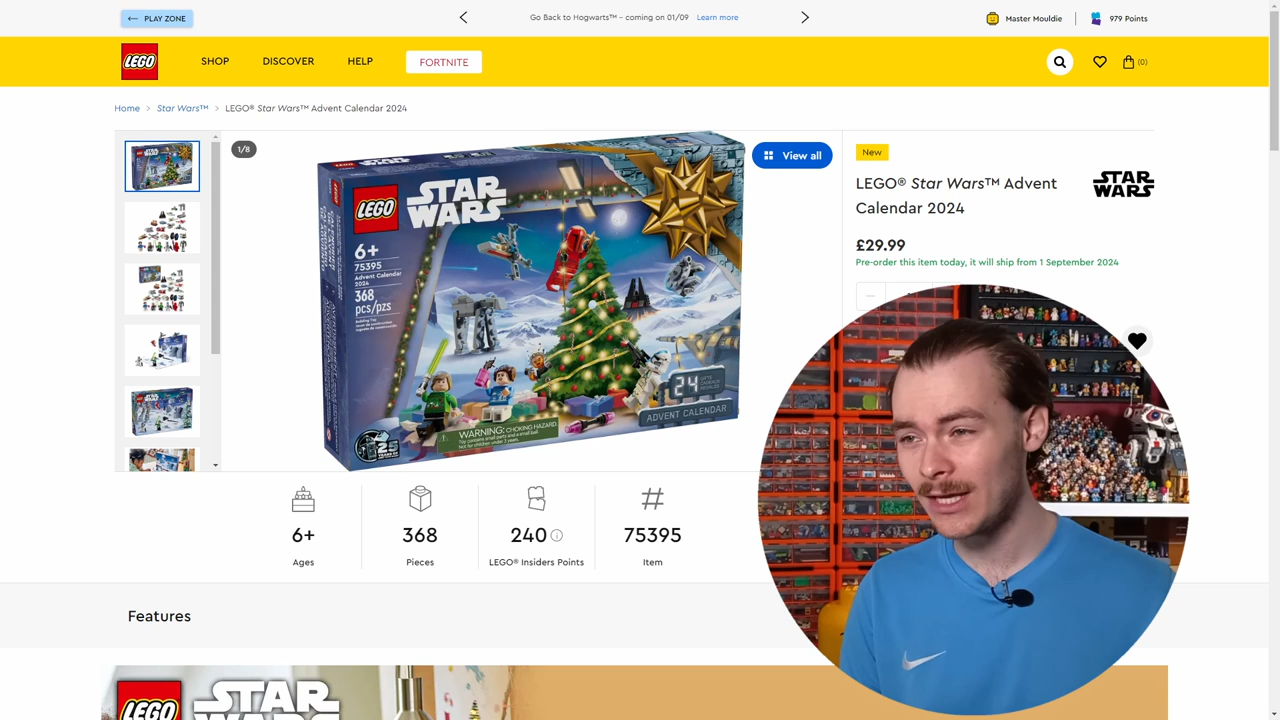 PLAY ZONE
Go Back to Hogwarts™ - coming on 01/09 Learn more
Master Mouldie
979 Points
LEGO
SHOP
DISCOVER
HELP
FORTNITE
(0)
Home > Star Wars™ > LEGO® Star Wars™ Advent Calendar 2024
1/8
View all
LEGO
STAR
WARS
6+
75395
Advent Calendar
2024
368
pcs/pzs
24
ADVENT CALENDAR
WARNING: CHOKING HAZARD.
New
LEGO® Star Wars™ Advent
Calendar 2024
STAR
WARS
£29.99
Pre-order this item today, it will ship from 1 September 2024
6+
Ages
368
Pieces
240
LEGO® Insiders Points
#
75395
Item
Features
LEGO
STAR